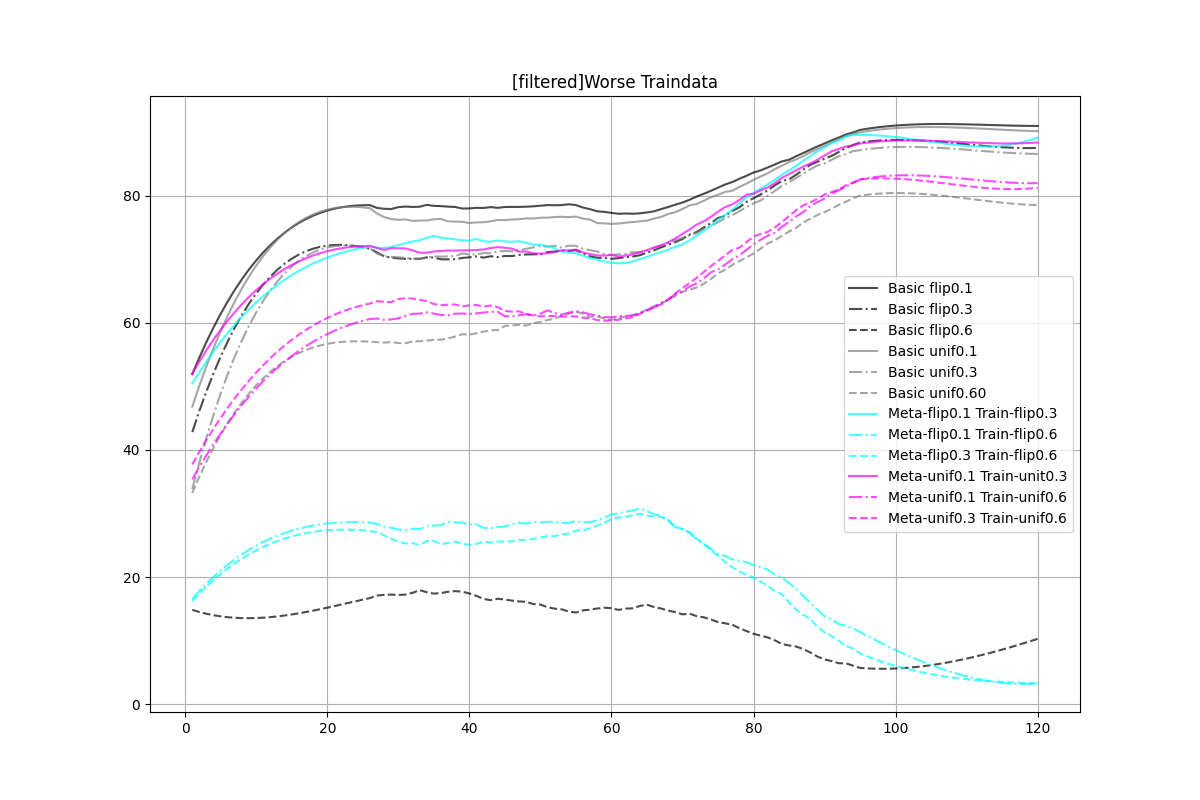 [filtered]Worse Traindata
80
60
40
20
0
0 20 40 60 80 100 120
Basic flip0.1
Basic flip0.3
Basic flip0.6
Basic unif0.1
Basic unif0.3
Basic unif0.60
Meta-flip0.1 Train-flip0.3
Meta-flip0.1 Train-flip0.6
Meta-flip0.3 Train-flip0.6
Meta-unif0.1 Train-unit0.3
Meta-unif0.1 Train-unif0.6
Meta-unif0.3 Train-unif0.6